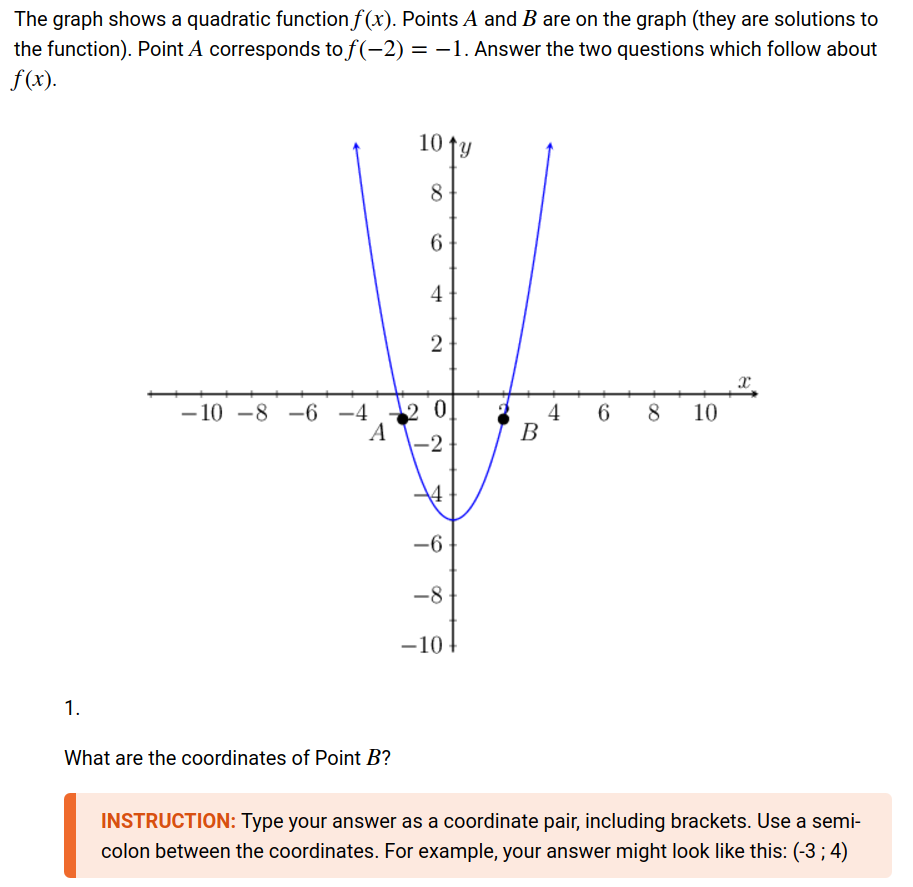 The graph shows a quadratic function f(x). Points A and B are on the graph (they are solutions to
the function). Point A corresponds to f(−2) = −1. Answer the two questions which follow about
f(x).
10 y
8
6
4
2
x
−10 −8 −6 −4 −2 0 2 4 6 8 10
A B
−2
−4
−6
−8
−10
1.
What are the coordinates of Point B?
INSTRUCTION: Type your answer as a coordinate pair, including brackets. Use a semi-
colon between the coordinates. For example, your answer might look like this: (-3 ; 4)